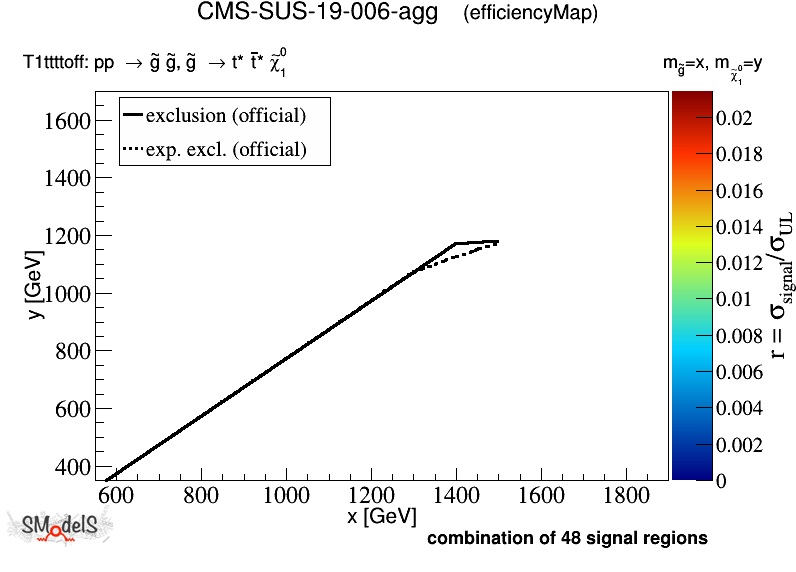 CMS-SUS-19-006-agg (efficiencyMap)
T1ttttoff: pp → g̃ g̃, g̃ → t* t̄* χ̃⁰₁
m_g̃=x, m_χ̃⁰₁=y
exclusion (official)
exp. excl. (official)
1600
1400
1200
1000
800
600
400
y [GeV]
600 800 1000 1200 1400 1600 1800
x [GeV]
0.02
0.018
0.016
0.014
0.012
0.01
0.008
0.006
0.004
0.002
0
r = σ_signal/σ_UL
SModelS
combination of 48 signal regions